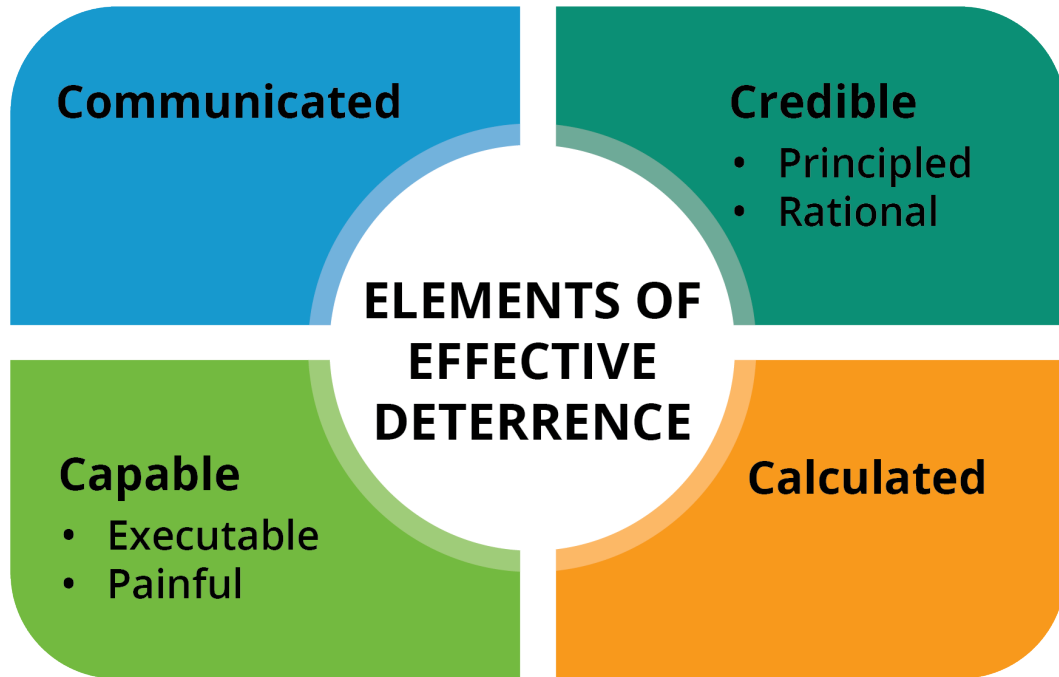 Communicated
Credible
• Principled
• Rational
ELEMENTS OF
EFFECTIVE
DETERRENCE
Capable
• Executable
• Painful
Calculated